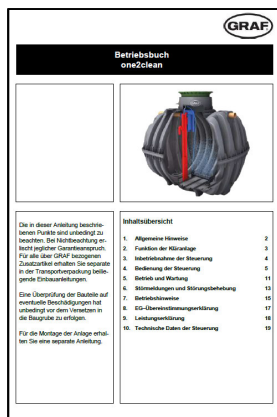 GRAF
Betriebsbuch
one2clean
Die in dieser Anleitung beschrie-
benen Punkte sind unbedingt zu
beachten. Bei Nichtbeachtung er-
lischt jeglicher Garantieanspruch.
Für alle über GRAF bezogenen
Zusatzartikel erhalten Sie separate
in der Transportverpackung beilie-
gende Einbauanleitungen.
Eine Überprüfung der Bauteile auf
eventuelle Beschädigungen hat
unbedingt vor dem Versetzen in
die Baugrube zu erfolgen.
Für die Montage der Anlage erhal-
ten Sie eine separate Anleitung.
Inhaltsübersicht
1. Allgemeine Hinweise 2
2. Funktion der Kläranlage 3
3. Inbetriebnahme der Steuerung 4
4. Bedienung der Steuerung 5
5. Betrieb und Wartung 11
6. Störmeldungen und Störungsbehebung 13
7. Betriebshinweise 15
8. EG-Übereinstimmungserklärung 17
9. Leistungserklärung 18
10. Technische Daten der Steuerung 19